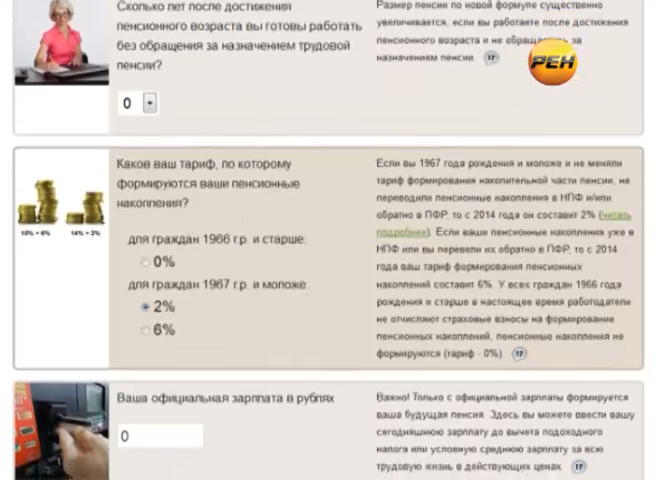 Сколько лет после достижения
пенсионного возраста вы готовы работать
без обращения за назначением трудовой
пенсии?
0
Размер пенсии по новой формуле существенно
увеличивается, если вы работаете после достижения
пенсионного возраста и не обращались за
назначением пенсии.
РЕН
10% + 6% 14% + 2%
Каков ваш тариф, по которому
формируются ваши пенсионные
накопления?
для граждан 1966 г.р. и старше:
0%
для граждан 1967 г.р. и моложе:
2%
6%
Если вы 1967 года рождения и моложе и не меняли
тариф формирования накопительной части пенсии, не
переводили пенсионные накопления в НПФ и/или
обратно в ПФР, то с 2014 года он составит 2% (читать
подробнее). Если ваши пенсионные накопления уже в
НПФ или вы перевели их обратно в ПФР, то с 2014
года ваш тариф формирования пенсионных
накоплений составит 6%. У всех граждан 1966 года
рождения и старше в настоящее время работодатели
не отчисляют страховые взносы на формирование
пенсионных накоплений, пенсионные накопления не
формируются (тариф - 0%).
Ваша официальная зарплата в рублях
0
Важно! Только с официальной зарплаты формируется
ваша будущая пенсия. Здесь вы можете ввести вашу
сегодняшнюю зарплату до вычета подоходного
налога или условную среднюю зарплату за всю
трудовую жизнь в действующих ценах.